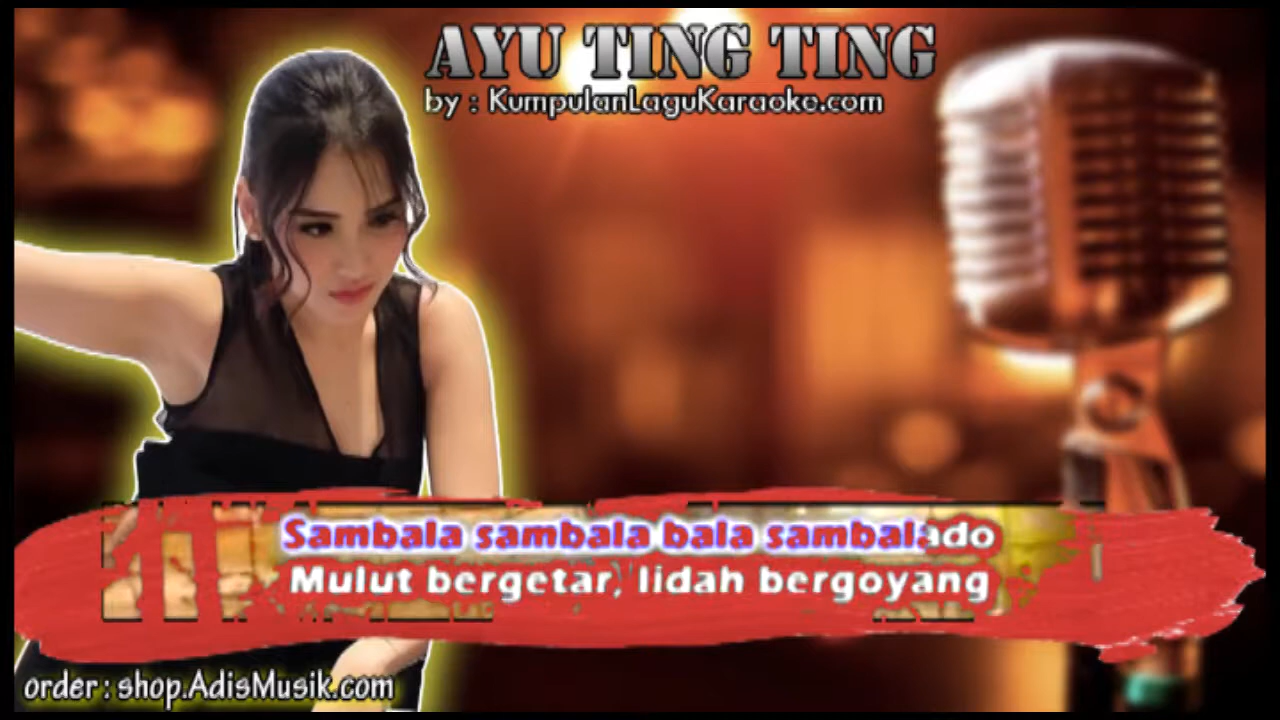 AYU TING TING
by : KumpulanLaguKaraoke.com
Sambala sambala bala sambalado
Mulut bergetar, lidah bergoyang
order : shop.AdisMusik.com